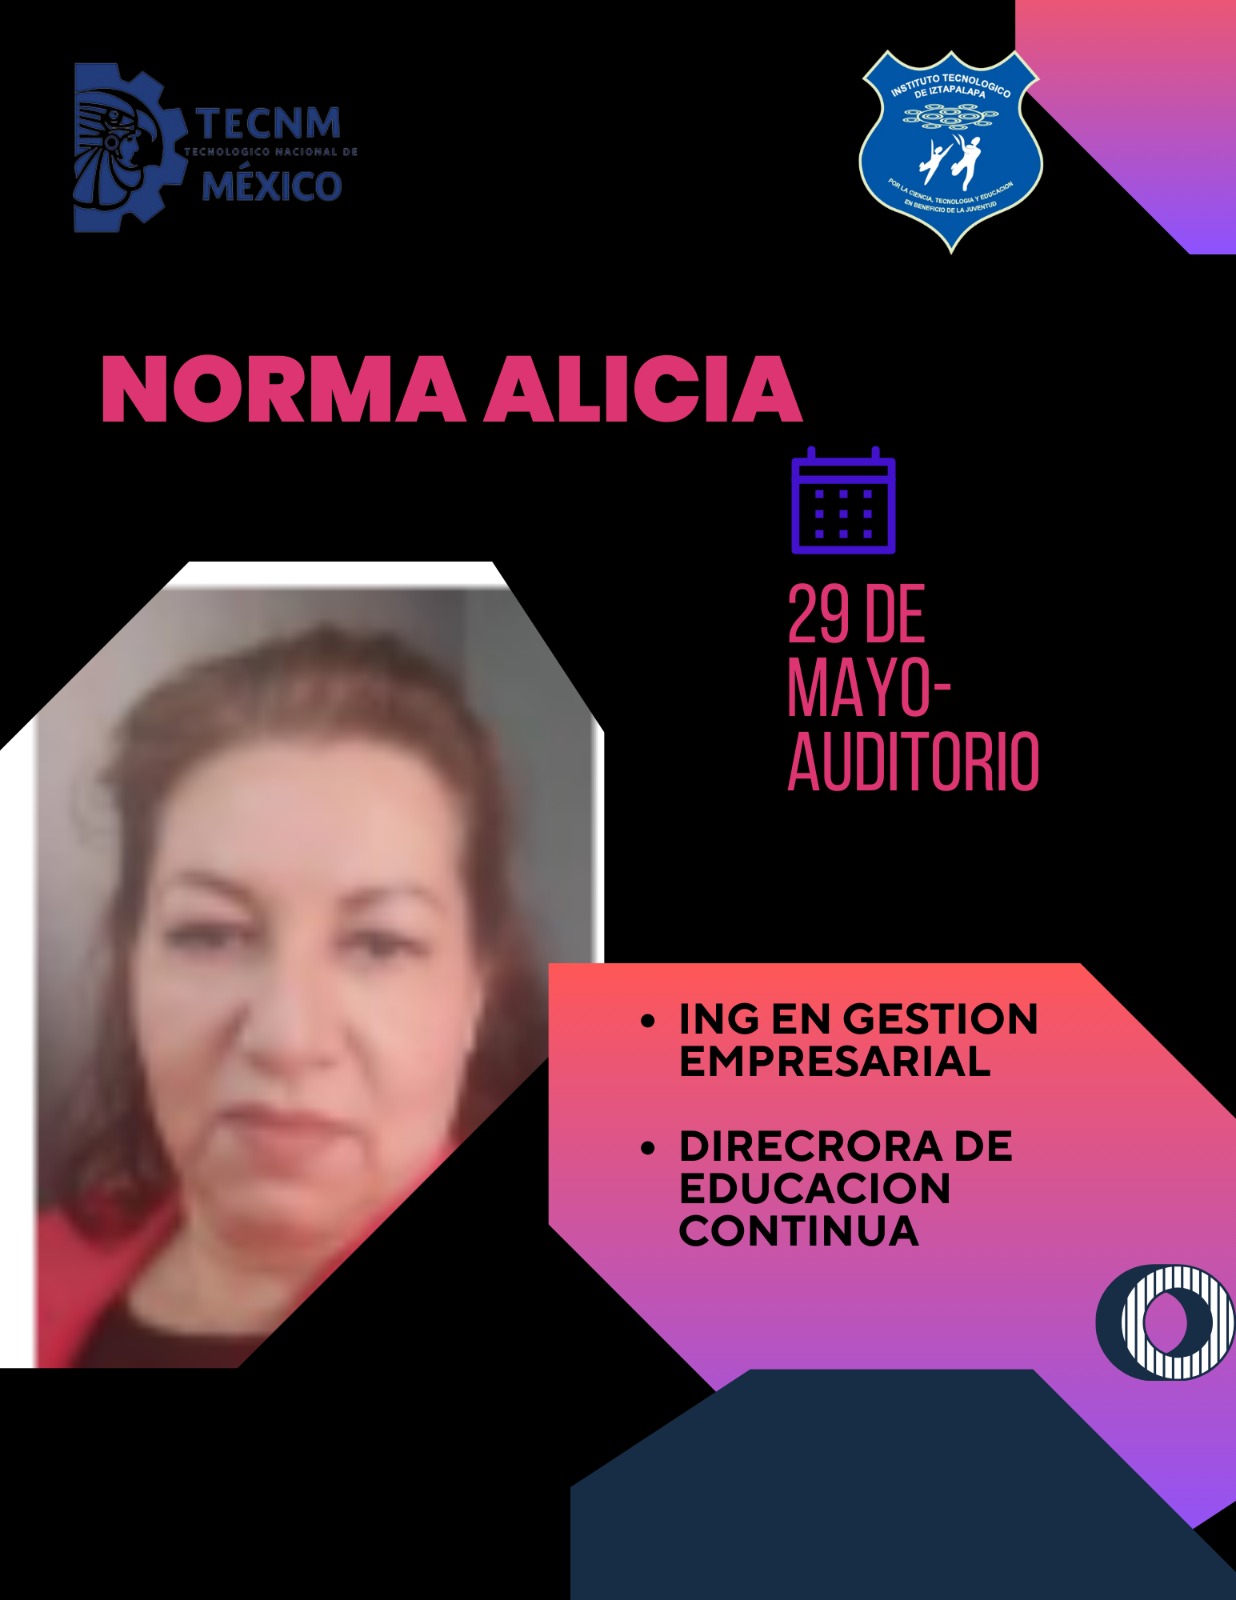 TECNM
TECNOLOGICO NACIONAL DE
MÉXICO
INSTITUTO TECNOLOGICO
DE IZTAPALAPA
POR LA CIENCIA, TECNOLOGIA Y EDUCACION
EN BENEFICIO DE LA JUVENTUD
NORMA ALICIA
29 DE
MAYO-
AUDITORIO
• ING EN GESTION
EMPRESARIAL
• DIRECRORA DE
EDUCACION
CONTINUA